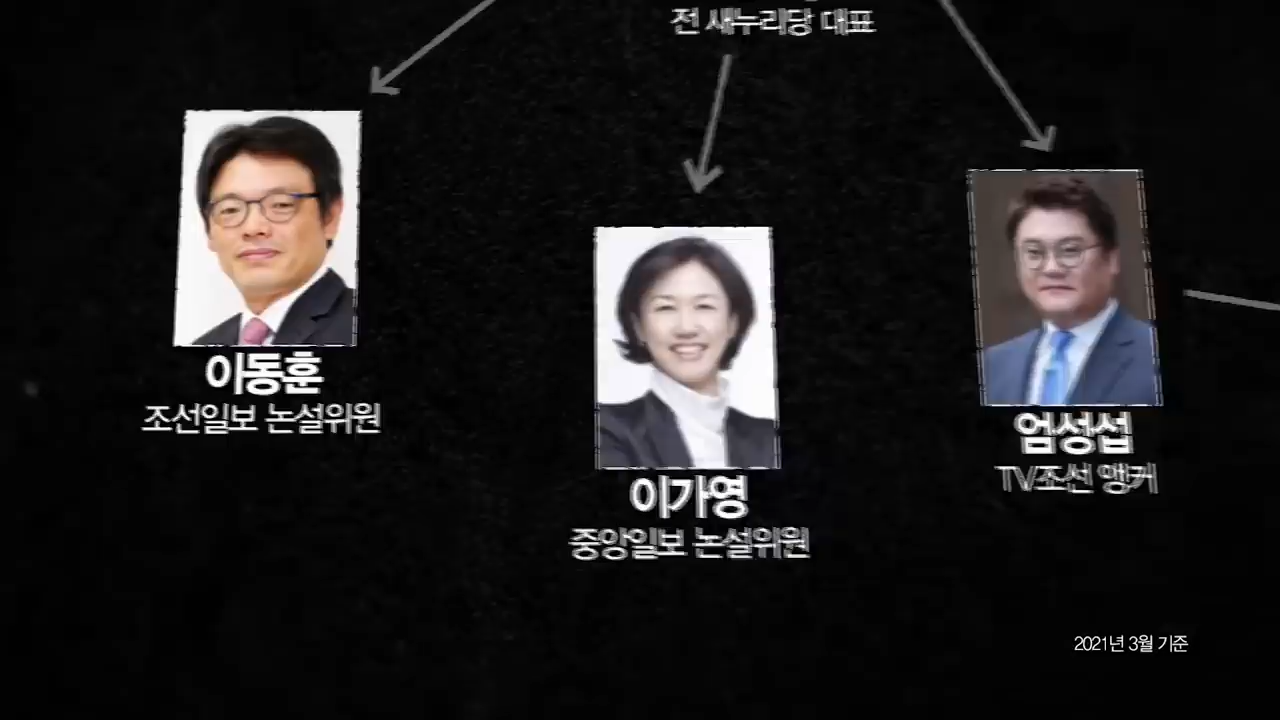 전 새누리당 대표
이동훈
조선일보 논설위원
이가영
중앙일보 논설위원
엄성섭
TV조선 앵커
2021년 3월 기준